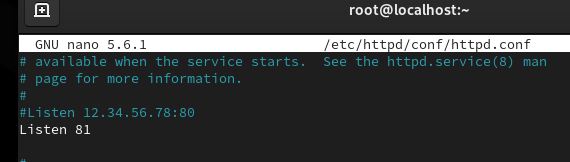 root@localhost:~
GNU nano 5.6.1 /etc/httpd/conf/httpd.conf
# available when the service starts.  See the httpd.service(8) man
# page for more information.
#
#Listen 12.34.56.78:80
Listen 81
#